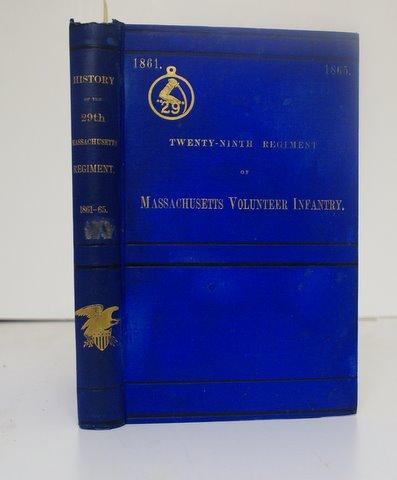 HISTORY
OF THE
29th
MASSACHUSETTS
REGIMENT.
1861-65.
1861.
1865.
"29"
TWENTY-NINTH REGIMENT
OF
MASSACHUSETTS VOLUNTEER INFANTRY.